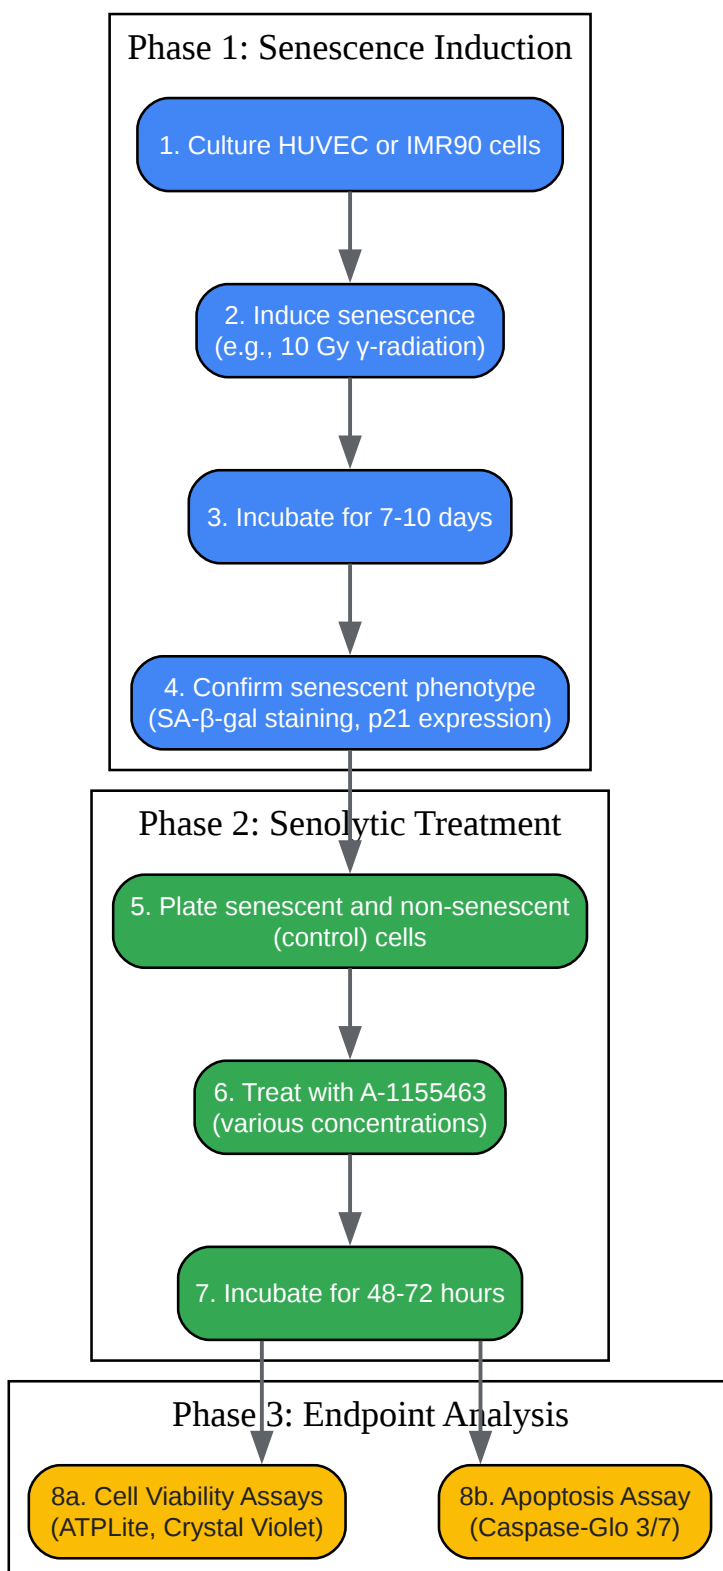 Phase 1: Senescence Induction
1. Culture HUVEC or IMR90 cells
2. Induce senescence
(e.g., 10 Gy γ-radiation)
3. Incubate for 7-10 days
4. Confirm senescent phenotype
(SA-β-gal staining, p21 expression)
Phase 2: Senolytic Treatment
5. Plate senescent and non-senescent
(control) cells
6. Treat with A-1155463
(various concentrations)
7. Incubate for 48-72 hours
Phase 3: Endpoint Analysis
8a. Cell Viability Assays
(ATPLite, Crystal Violet)
8b. Apoptosis Assay
(Caspase-Glo 3/7)